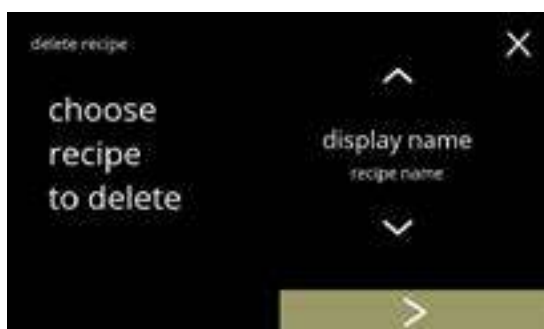 delete recipe
choose
recipe
to delete
display name
recipe name